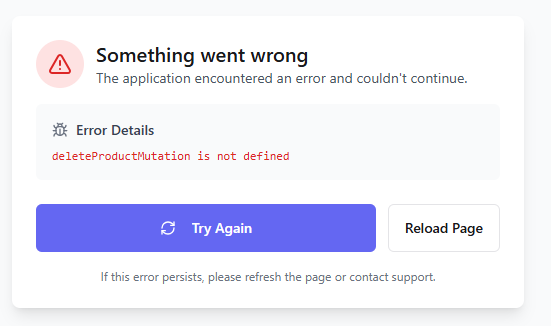 Something went wrong
The application encountered an error and couldn't continue.
Error Details
deleteProductMutation is not defined
Try Again
Reload Page
If this error persists, please refresh the page or contact support.